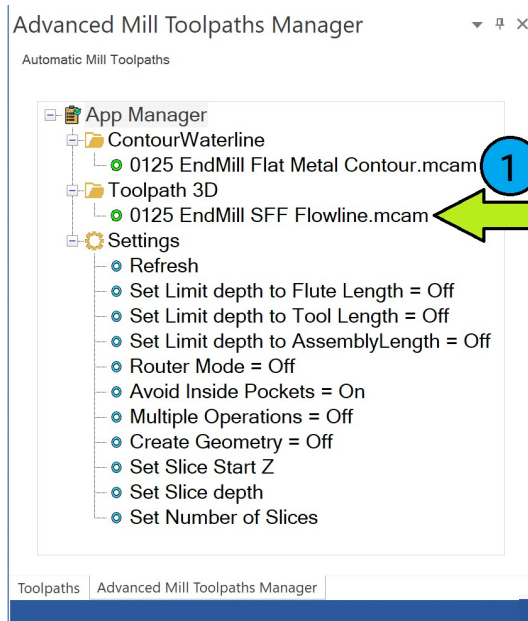 Advanced Mill Toolpaths Manager
Automatic Mill Toolpaths
App Manager
ContourWaterline
0125 EndMill Flat Metal Contour.mcam
1
Toolpath 3D
0125 EndMill SFF Flowline.mcam
Settings
Refresh
Set Limit depth to Flute Length = Off
Set Limit depth to Tool Length = Off
Set Limit depth to AssemblyLength = Off
Router Mode = Off
Avoid Inside Pockets = On
Multiple Operations = Off
Create Geometry = Off
Set Slice Start Z
Set Slice depth
Set Number of Slices
Toolpaths Advanced Mill Toolpaths Manager